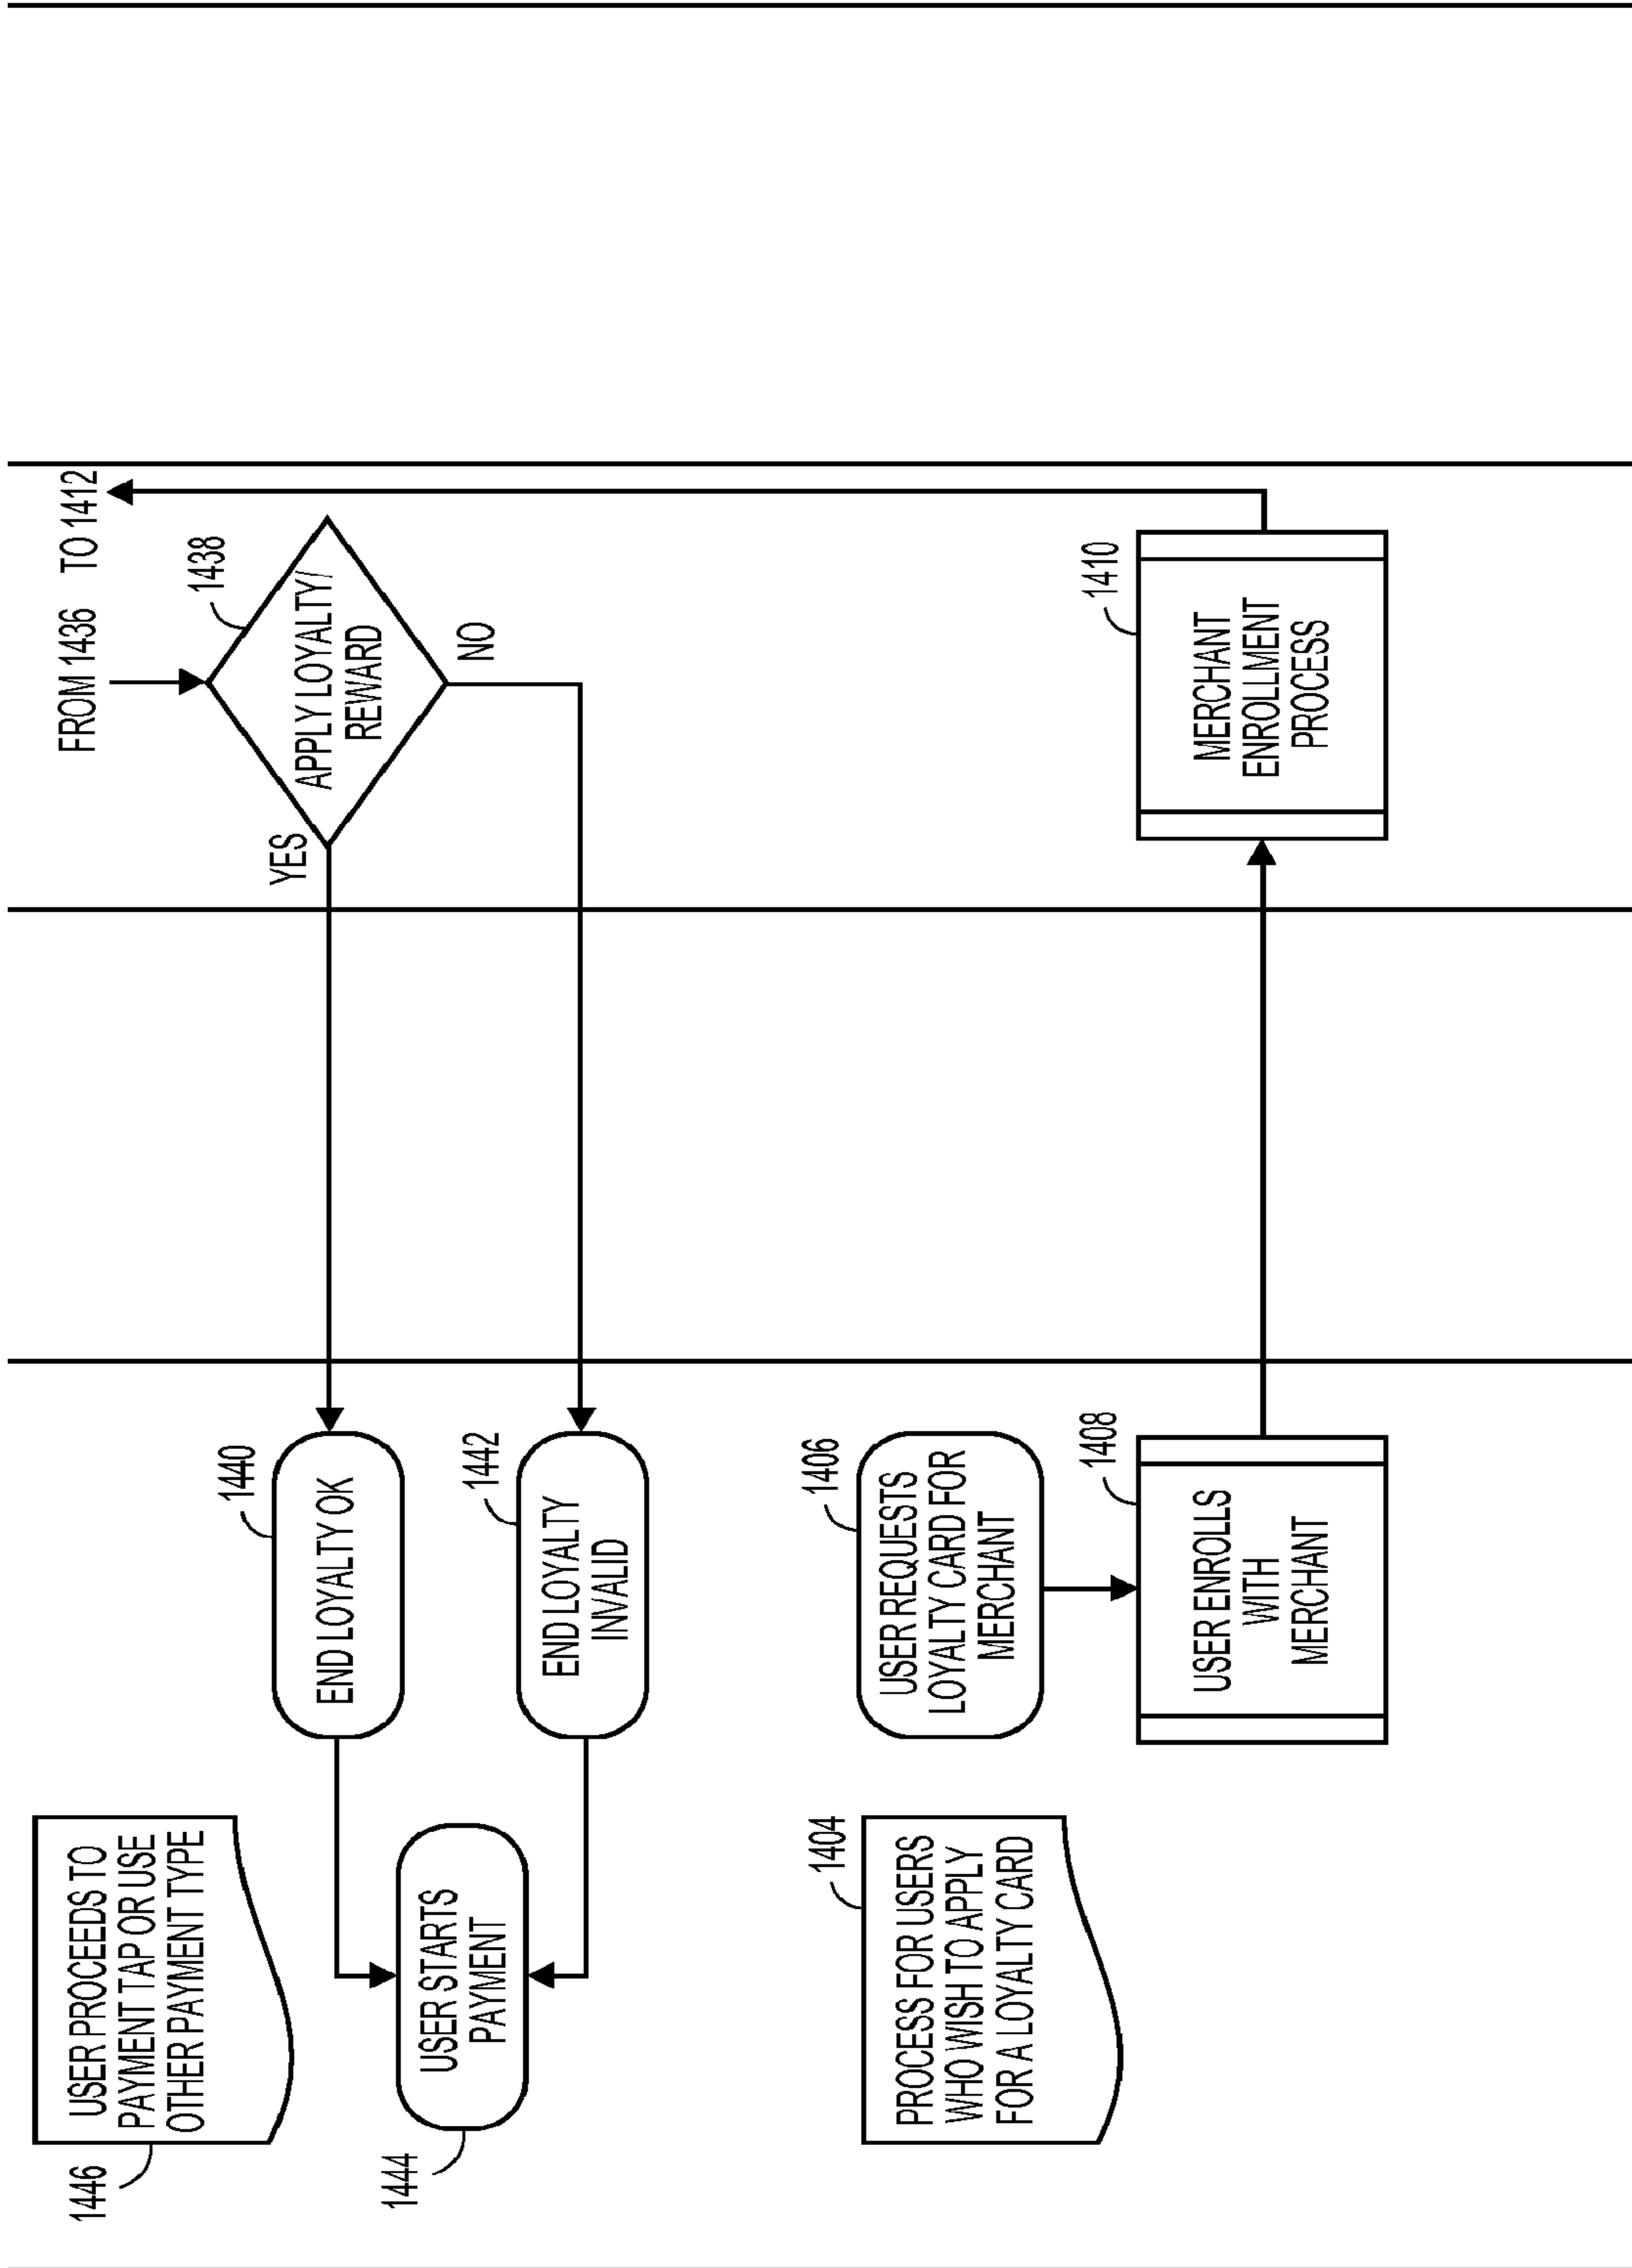 1446
USER PROCEEDS TO
PAYMENT TAP OR USE
OTHER PAYMENT TYPE
1444
USER STARTS
PAYMENT
1440
END LOYALTY OK
1442
END LOYALTY
INVALID
YES
FROM 1436
TO 1412
1438
APPLY LOYALTY/
REWARD
NO
1404
PROCESS FOR USERS
WHO WISH TO APPLY
FOR A LOYALTY CARD
1406
USER REQUESTS
LOYALTY CARD FOR
MERCHANT
1408
USER ENROLLS
WITH
MERCHANT
1410
MERCHANT
ENROLLMENT
PROCESS